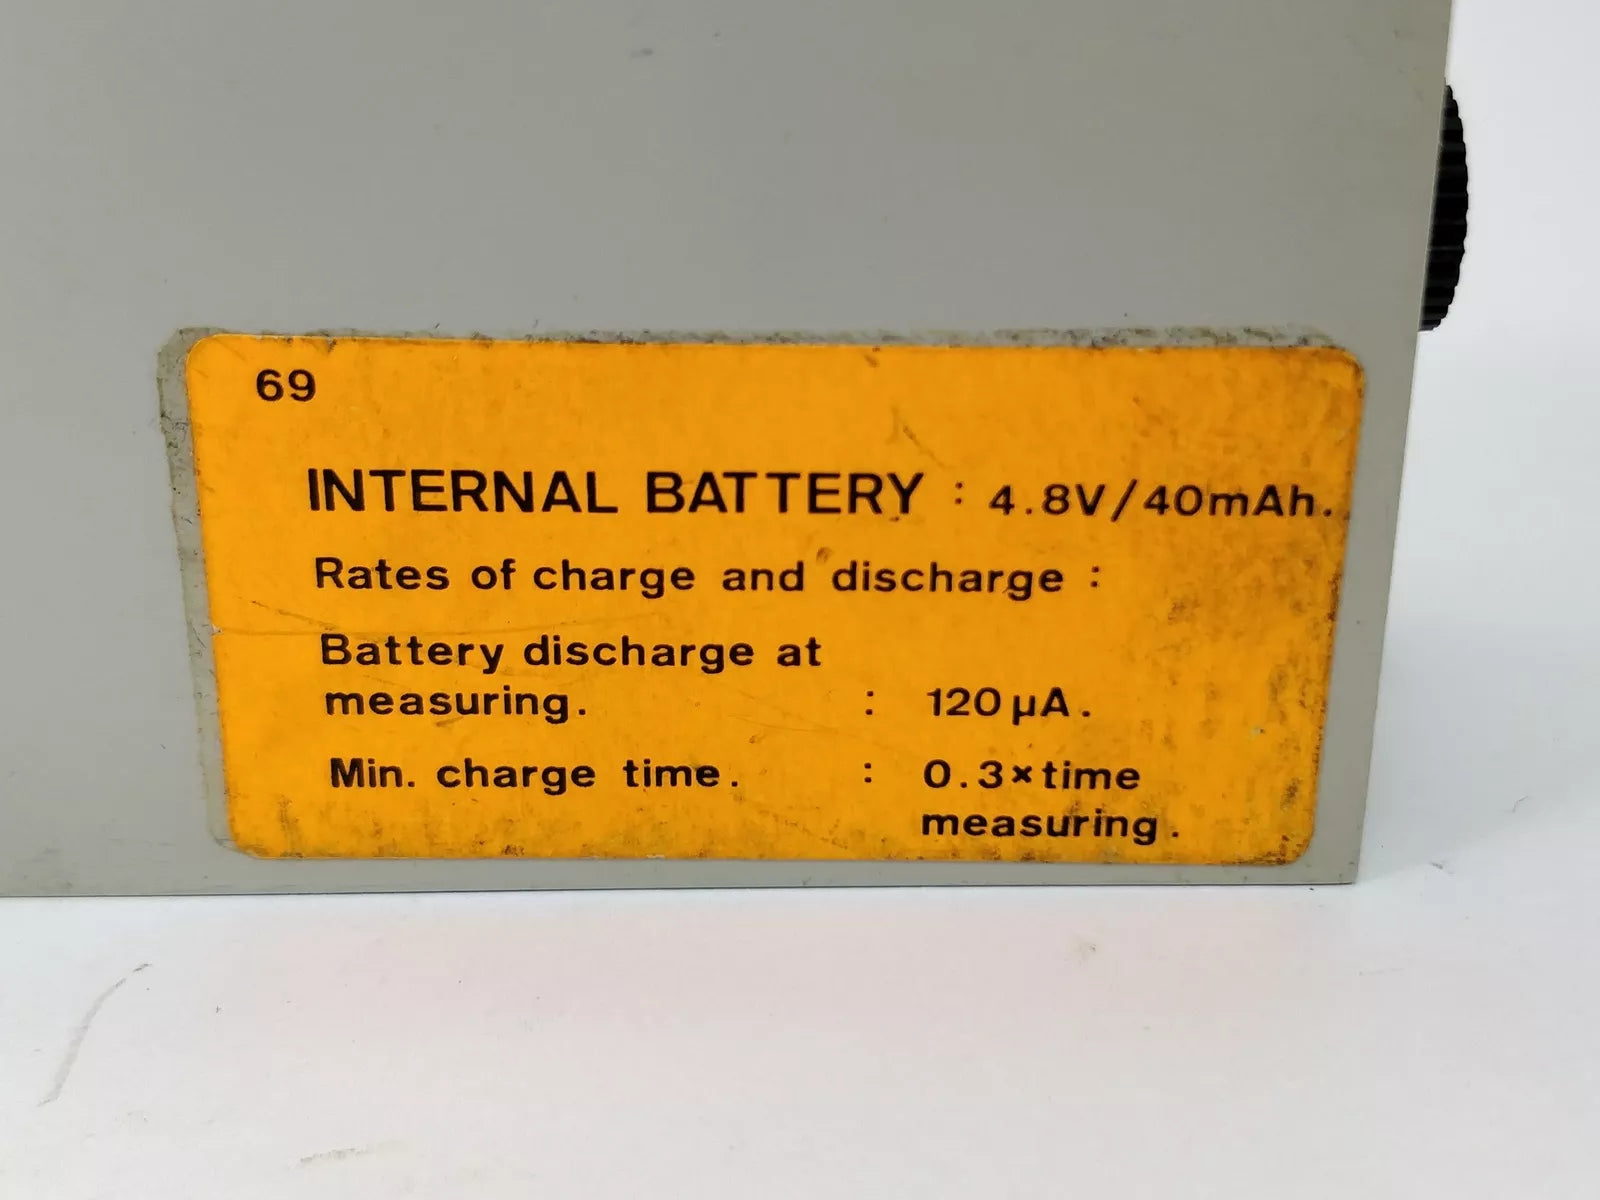 69
INTERNAL BATTERY : 4.8V/40mAh.
Rates of charge and discharge :
Battery discharge at
measuring. : 120 µA.
Min. charge time. : 0.3×time
measuring.